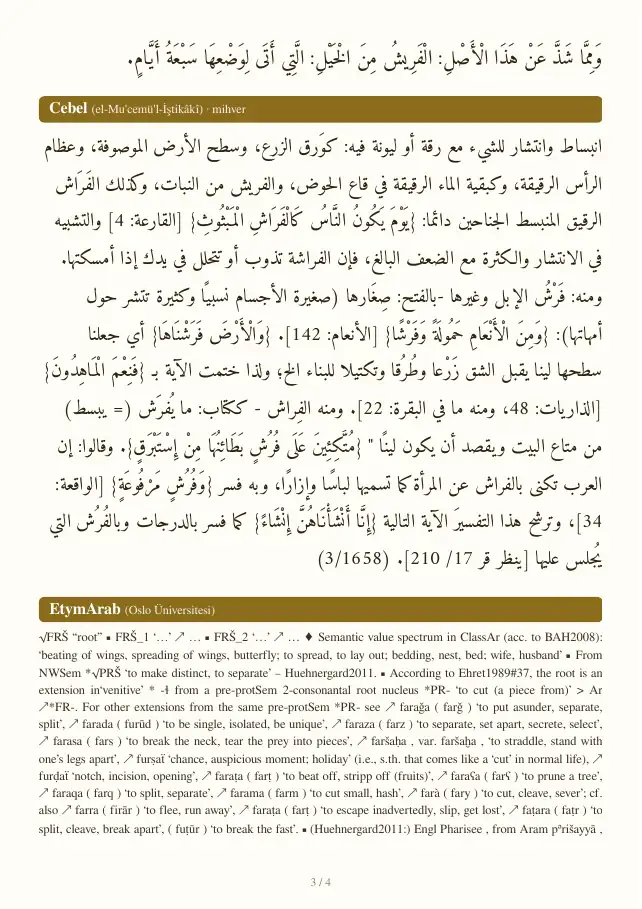 وَمِمَّا شَذَّ عَنْ هَذَا الْأَصْلِ: الْفَرِيشُ مِنَ الْخَيْلِ: الَّتِي أَتَى لِوَضْعِهَا سَبْعَةُ أَيَّامٍ.
Cebel (el-Mu'cemü'l-İştikâkî) · mihver
انبساط وانتشار للشيء مع رقة أو ليونة فيه: كوَرق الزرع، وسطح الأرض الموصوفة، وعظام
الرأس الرقيقة، وكبقية الماء الرقيقة في قاع الحوض، والفريش من النبات، وكذلك الفَرَاش
الرقيق المنبسط الجناحين دائما: {يَوْمَ يَكُونُ النَّاسُ كَالْفَرَاشِ الْمَبْثُوثِ} [القارعة: 4] والتشبيه
في الانتشار والكثرة مع الضعف البالغ، فإن الفراشة تذوب أو تتحلل في يدك إذا أمسكتها.
ومنه: فَرْشُ الإبل وغيرها -بالفتح: صِغَارها (صغيرة الأجسام نسبيًا وكثيرة تنتشر حول
أمهاتها): {وَمِنَ الْأَنْعَامِ حَمُولَةً وَفَرْشًا} [الأنعام: 142]. {وَالْأَرْضَ فَرَشْنَاهَا} أي جعلنا
سطحها لينا يقبل الشق زَرْعا وطُرُقا وتكتيلا للبناء الخ؛ ولذا ختمت الآية بـ {فَنِعْمَ الْمَاهِدُونَ}
[الذاريات: 48، ومنه ما في البقرة: 22]. ومنه الفِراش - ككتاب: ما يُفرَش (= يبسط)
من متاع البيت ويقصد أن يكون لينًا " {مُتَّكِئِينَ عَلَى فُرُشٍ بَطَائِنُهَا مِنْ إِسْتَبْرَقٍ}. وقالوا: إن
العرب تكنى بالفراش عن المرأة كما تسميها لباسًا وإزارًا، وبه فسر {وَفُرُشٍ مَرْفُوعَةٍ} [الواقعة:
34]، وترشح هذا التفسيرَ الآية التالية {إِنَّا أَنْشَأْنَاهُنَّ إِنْشَاءً} كما فسر بالدرجات وبالفُرُش التي
يُجلس عليها [ينظر قر 17/ 210]. (3/1658)
EtymArab (Oslo Üniversitesi)
√FRŠ “root” ▪ FRŠ_1 ‘…’ ↗ … ▪ FRŠ_2 ‘…’ ↗ … ♦ Semantic value spectrum in ClassAr (acc. to BAH2008):
‘beating of wings, spreading of wings, butterfly; to spread, to lay out; bedding, nest, bed; wife, husband’ ▪ From
NWSem *√PRŠ ‘to make distinct, to separate’ – Huehnergard2011. ▪ According to Ehret1989#37, the root is an
extension in‘venitive’ * -ɬ from a pre-protSem 2-consonantal root nucleus *PR- ‘to cut (a piece from)’ > Ar
↗*FR-. For other extensions from the same pre-protSem *PR- see ↗ faraǧa ( farǧ ) ‘to put asunder, separate,
split’, ↗ farada ( furūd ) ‘to be single, isolated, be unique’, ↗ faraza ( farz ) ‘to separate, set apart, secrete, select’,
↗ farasa ( fars ) ‘to break the neck, tear the prey into pieces’, ↗ faršaḥa , var. faršaḫa , ‘to straddle, stand with
one’s legs apart’, ↗ furṣaẗ ‘chance, auspicious moment; holiday’ (i.e., s.th. that comes like a ‘cut’ in normal life), ↗
furḍaẗ ‘notch, incision, opening’, ↗ faraṭa ( farṭ ) ‘to beat off, stripp off (fruits)’, ↗ faraʕa ( farʕ ) ‘to prune a tree’,
↗ faraqa ( farq ) ‘to split, separate’, ↗ farama ( farm ) ‘to cut small, hash’, ↗ farà ( fary ) ‘to cut, cleave, sever’; cf.
also ↗ farra ( firār ) ‘to flee, run away’, ↗ faraṭa ( farṭ ) ‘to escape inadvertedly, slip, get lost’, ↗ faṭara ( faṭr ) ‘to
split, cleave, break apart’, ( fuṭūr ) ‘to break the fast’. ▪ (Huehnergard2011:) Engl Pharisee , from Aram pᵊrišayyā ,
3 / 4